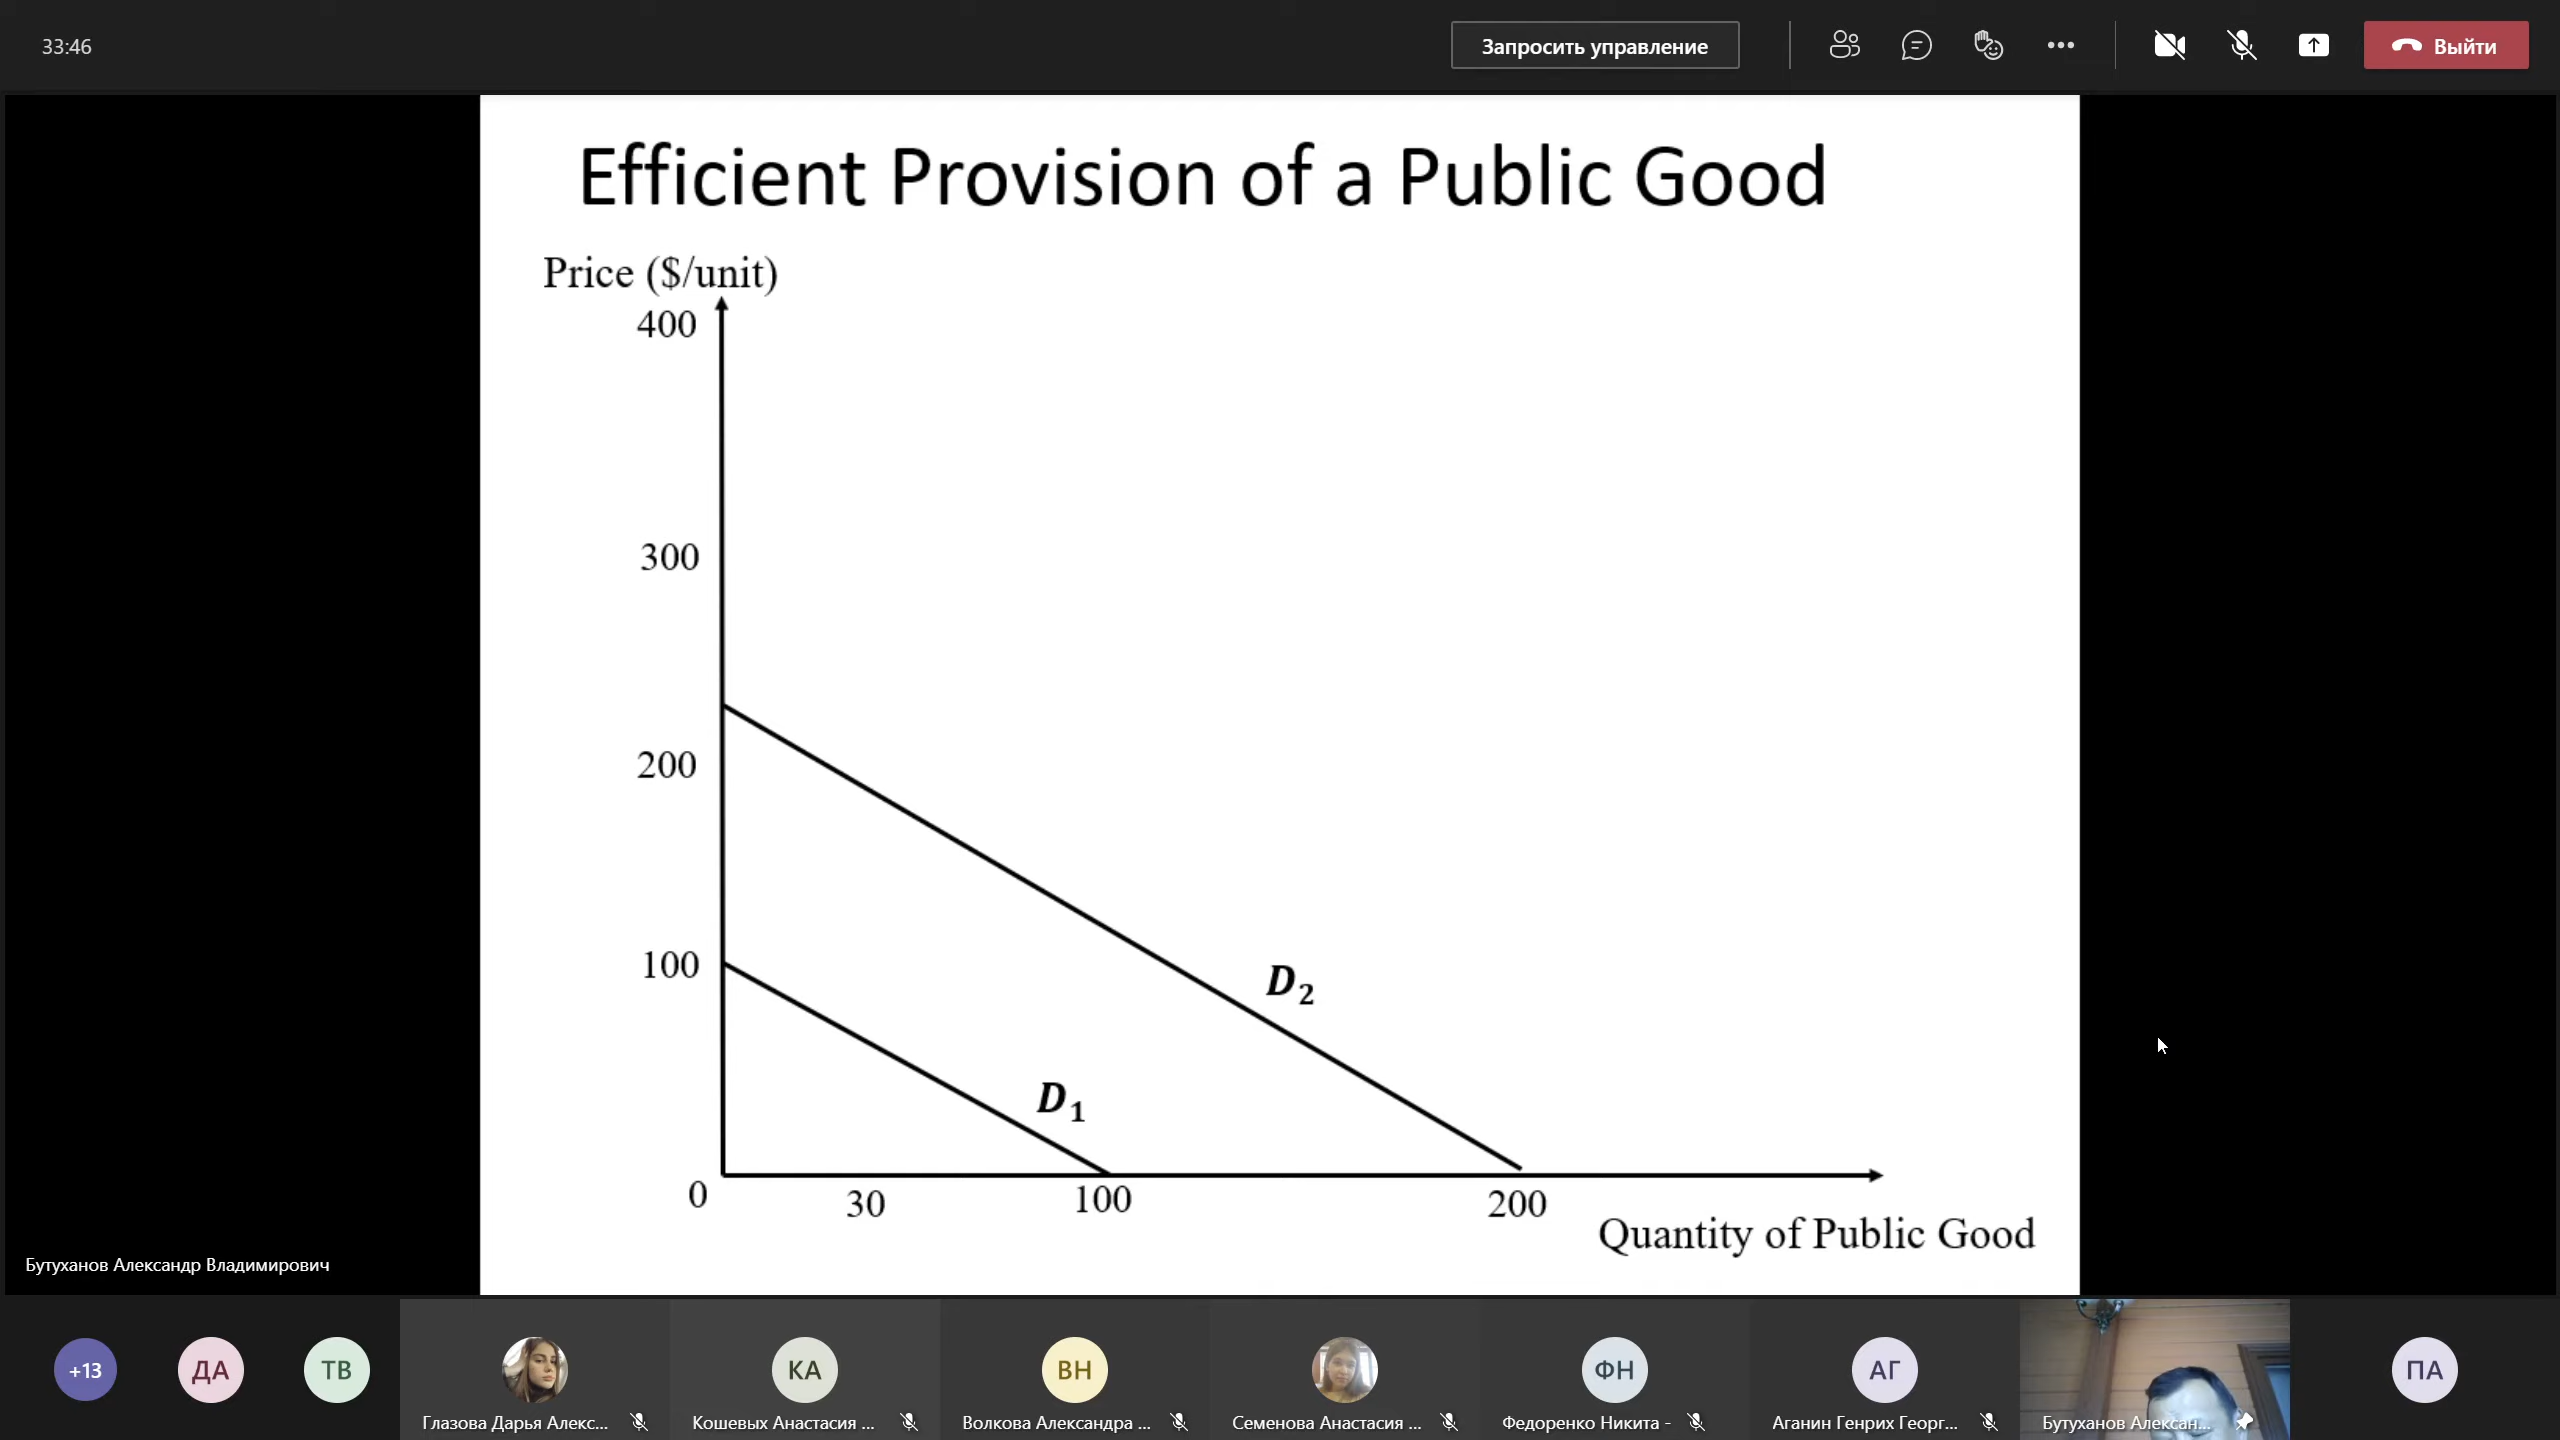 33:46
Запросить управление
Выйти
Efficient Provision of a Public Good
Price ($/unit)
400
300
200
100
D₂
D₁
0
30
100
200
Quantity of Public Good
Бутуханов Александр Владимирович
+13
ДА
ТВ
КА
ВН
ФН
АГ
ПА
Глазова Дарья Алекс...
Кошевых Анастасия ...
Волкова Александра ...
Семенова Анастасия ...
Федоренко Никита -
Аганин Генрих Георг...
Бутуханов Алексан...